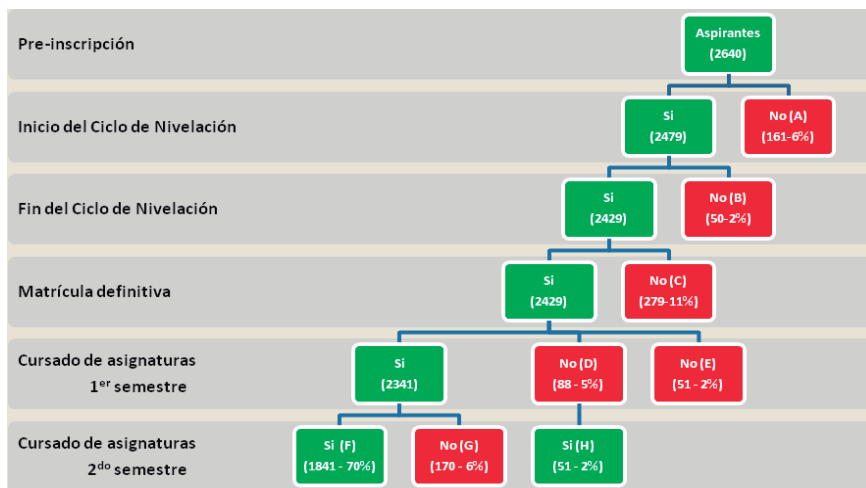 Pre-inscripción
Aspirantes
(2640)
Inicio del Ciclo de Nivelación
Si
(2479)
No (A)
(161-6%)
Fin del Ciclo de Nivelación
Si
(2429)
No (B)
(50-2%)
Matrícula definitiva
Si
(2429)
No (C)
(279-11%)
Cursado de asignaturas
1er semestre
Si
(2341)
No (D)
(88 - 5%)
No (E)
(51 - 2%)
Cursado de asignaturas
2do semestre
Si (F)
(1841 - 70%)
No (G)
(170 - 6%)
Si (H)
(51 - 2%)